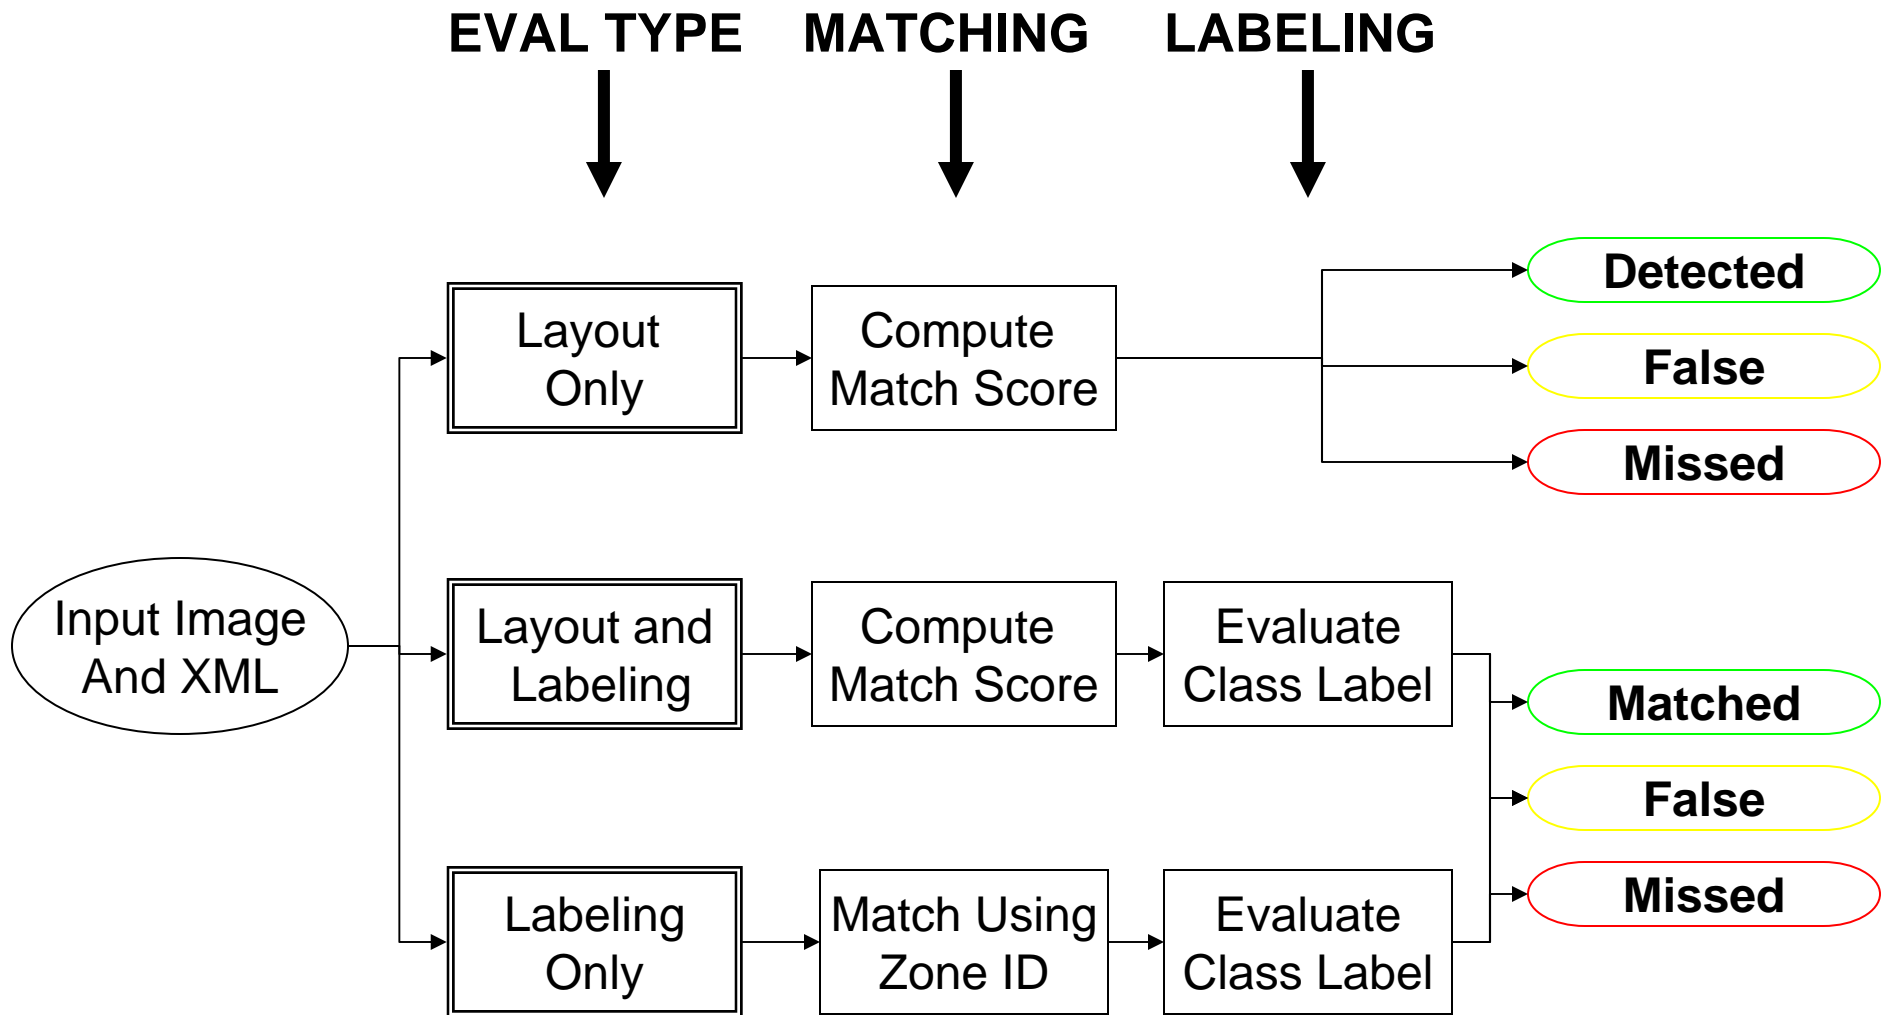 EVAL TYPE
MATCHING
LABELING
Input Image
And XML
Layout
Only
Compute
Match Score
Detected
False
Missed
Layout and
Labeling
Compute
Match Score
Evaluate
Class Label
Labeling
Only
Match Using
Zone ID
Evaluate
Class Label
Matched
False
Missed